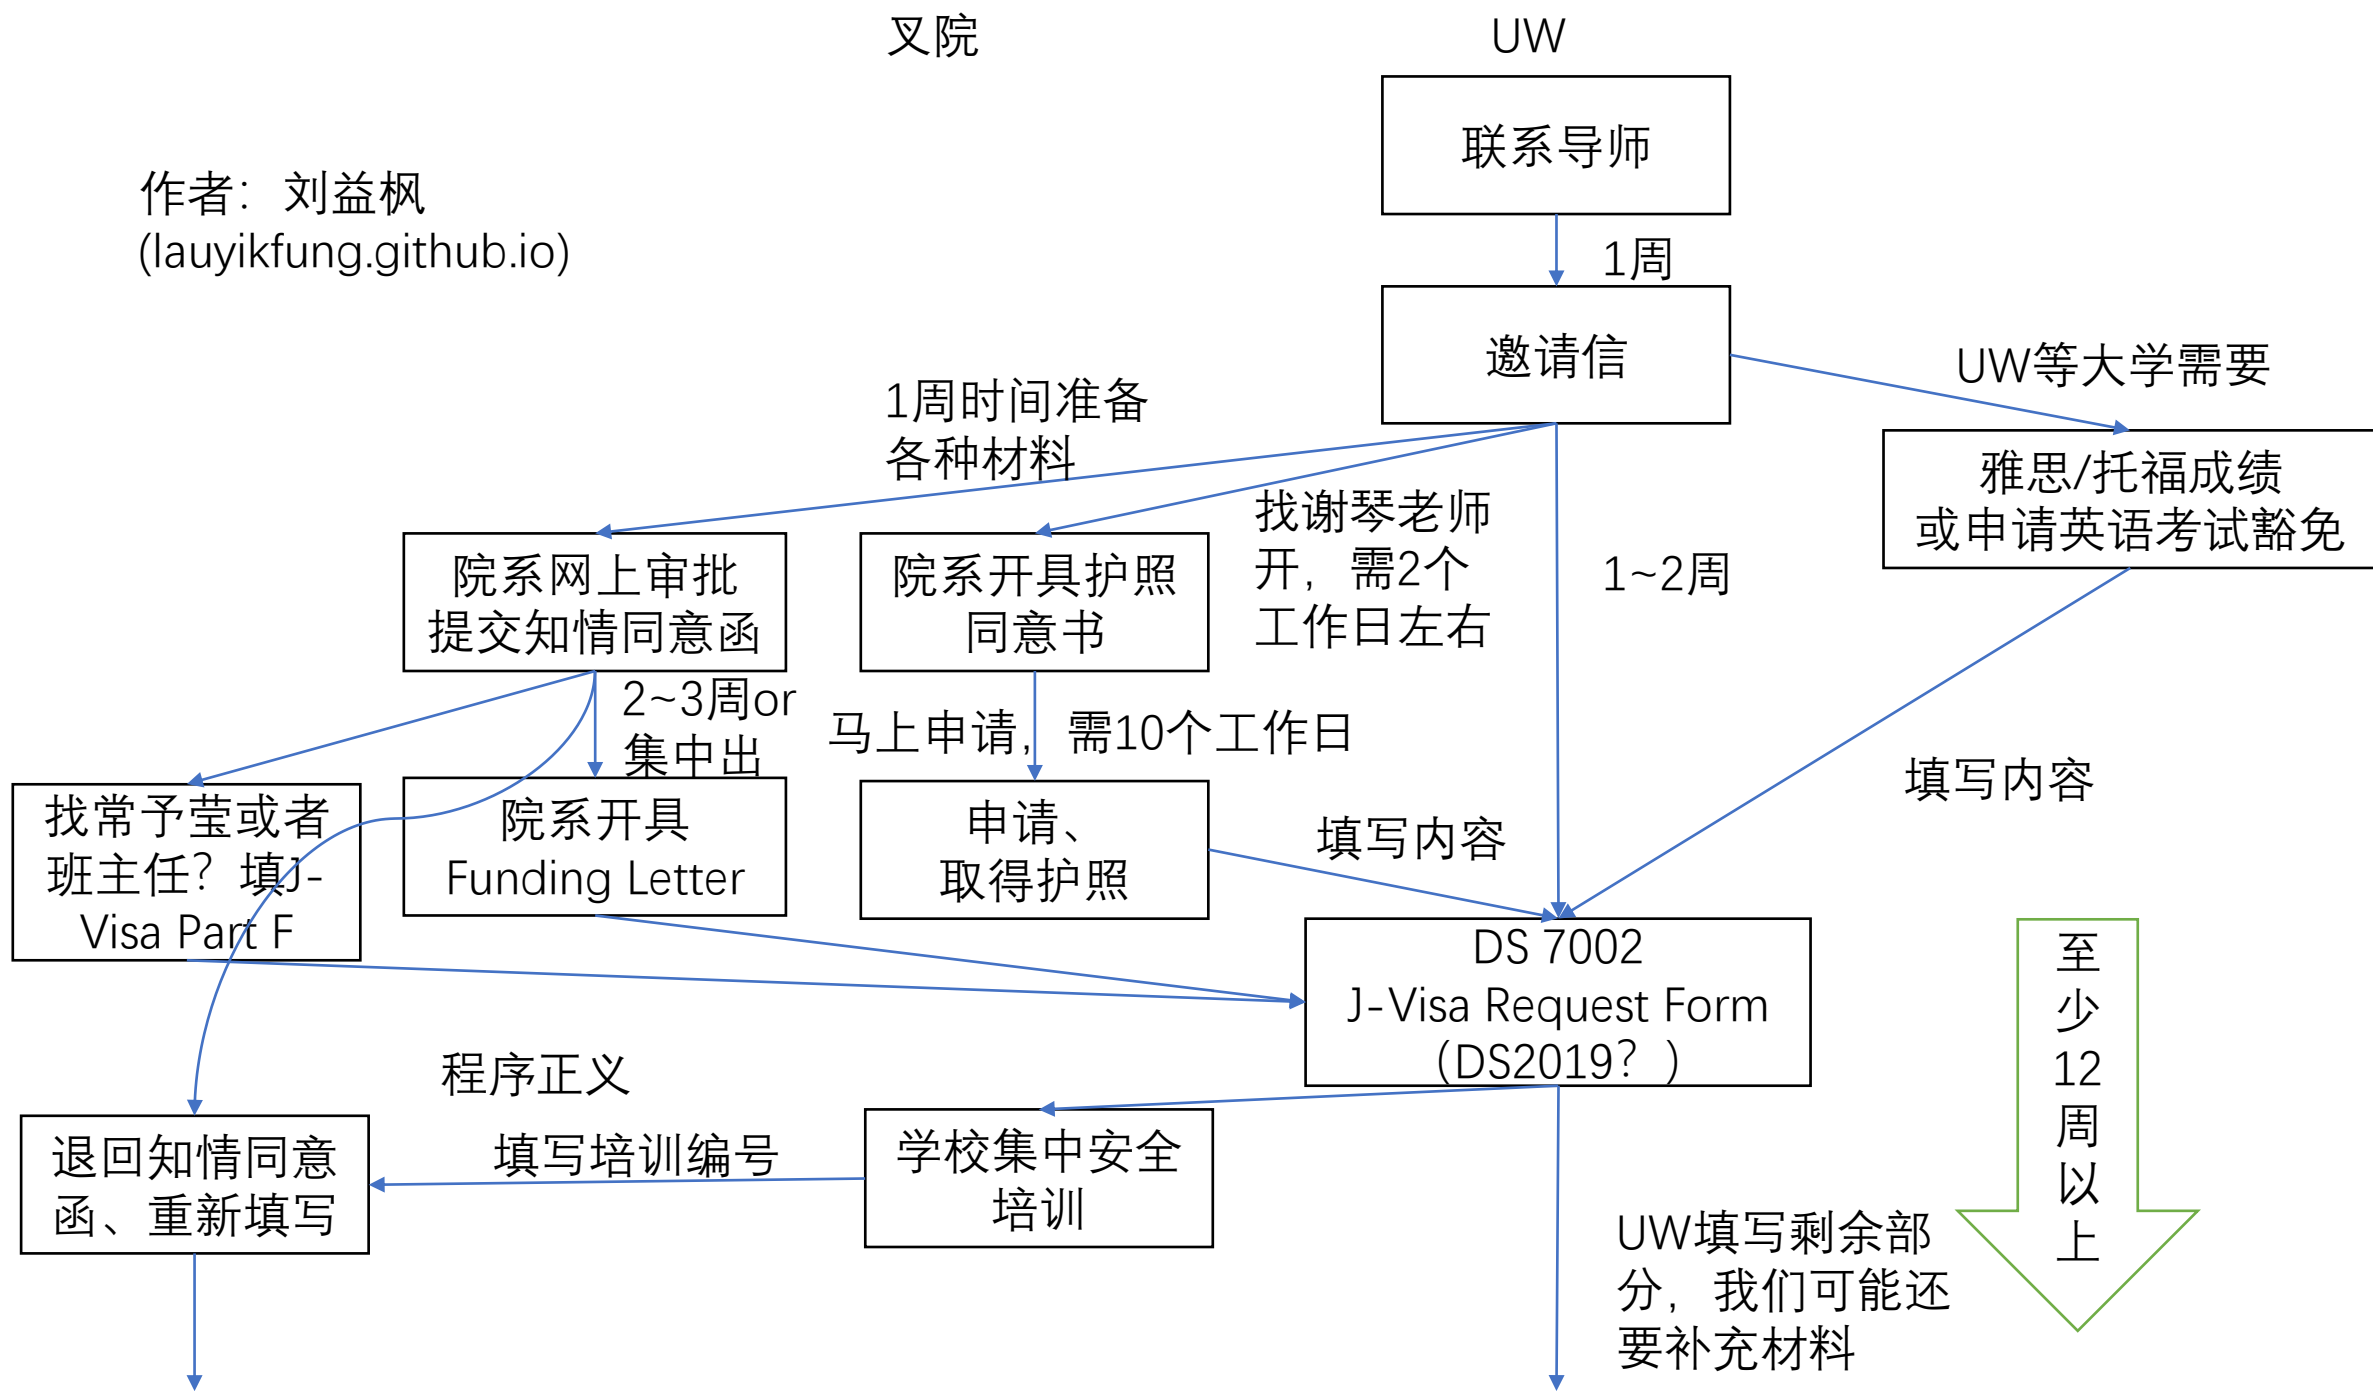 叉院
UW
联系导师
作者：刘益枫
(lauyikfung.github.io)
1周
邀请信
UW等大学需要
1周时间准备
各种材料
雅思/托福成绩
或申请英语考试豁免
找谢琴老师
开，需2个
工作日左右
院系网上审批
提交知情同意函
院系开具护照
同意书
1~2周
2~3周or
集中出
马上申请，需10个工作日
填写内容
找常予莹或者
班主任？填J-
Visa Part F
院系开具
Funding Letter
申请、
取得护照
填写内容
DS 7002
J-Visa Request Form
（DS2019？）
至
少
12
周
以
上
程序正义
退回知情同意
函、重新填写
填写培训编号
学校集中安全
培训
UW填写剩余部
分，我们可能还
要补充材料